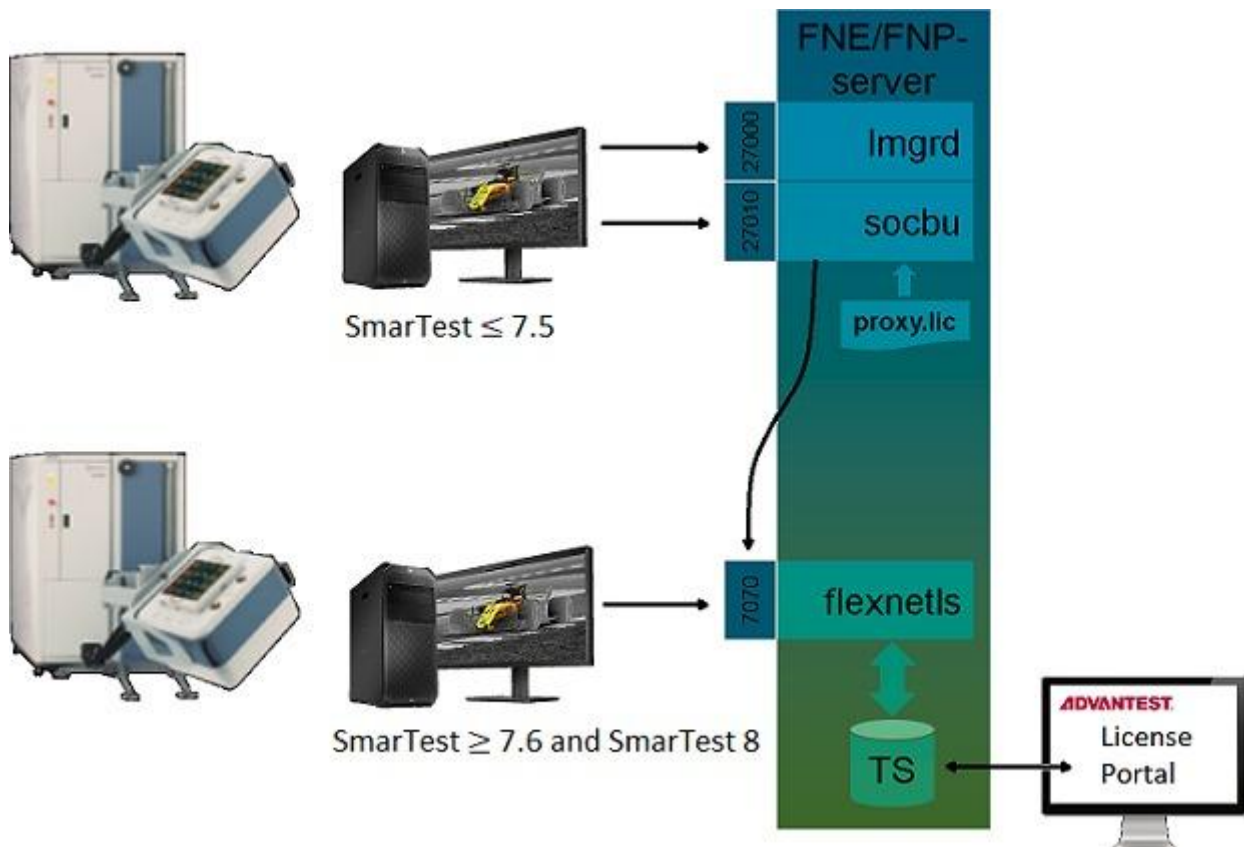 FNE/FNP-
server
27000
lmgrd
27010
socbu
proxy.lic
SmarTest ≤ 7.5
7070
flexnetls
SmarTest ≥ 7.6 and SmarTest 8
TS
ADVANTEST.
License
Portal